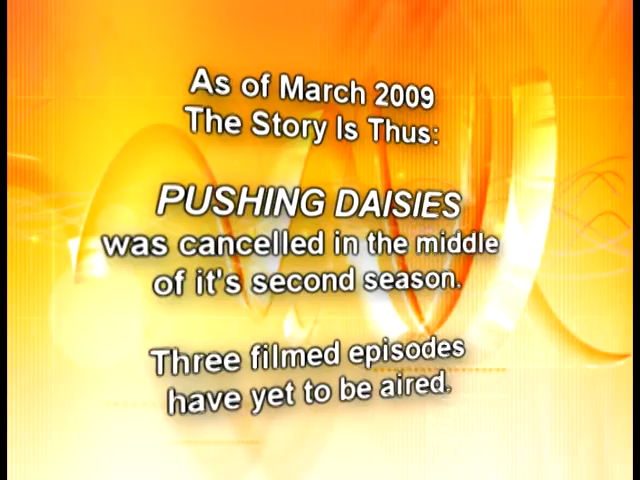 As of March 2009
The Story Is Thus:
PUSHING DAISIES
was cancelled in the middle
of it's second season.
Three filmed episodes
have yet to be aired.